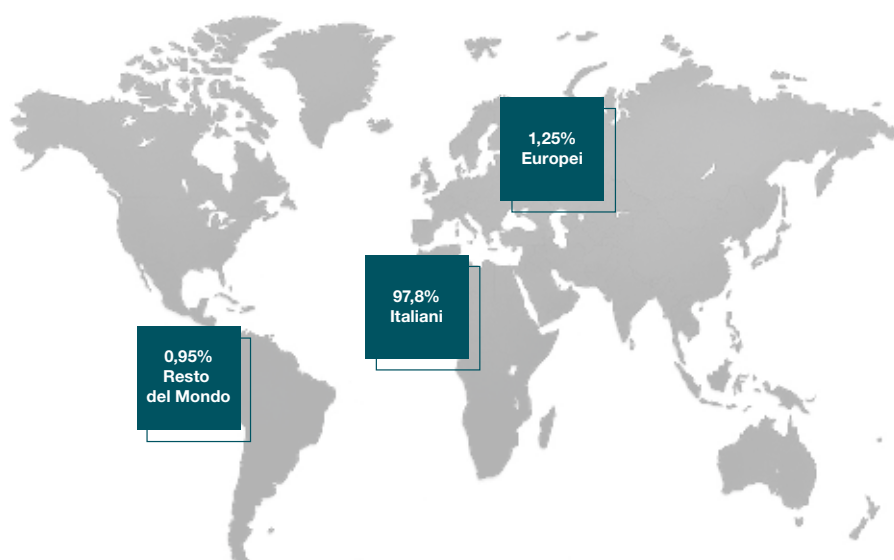 1,25%
Europei
97,8%
Italiani
0,95%
Resto
del Mondo